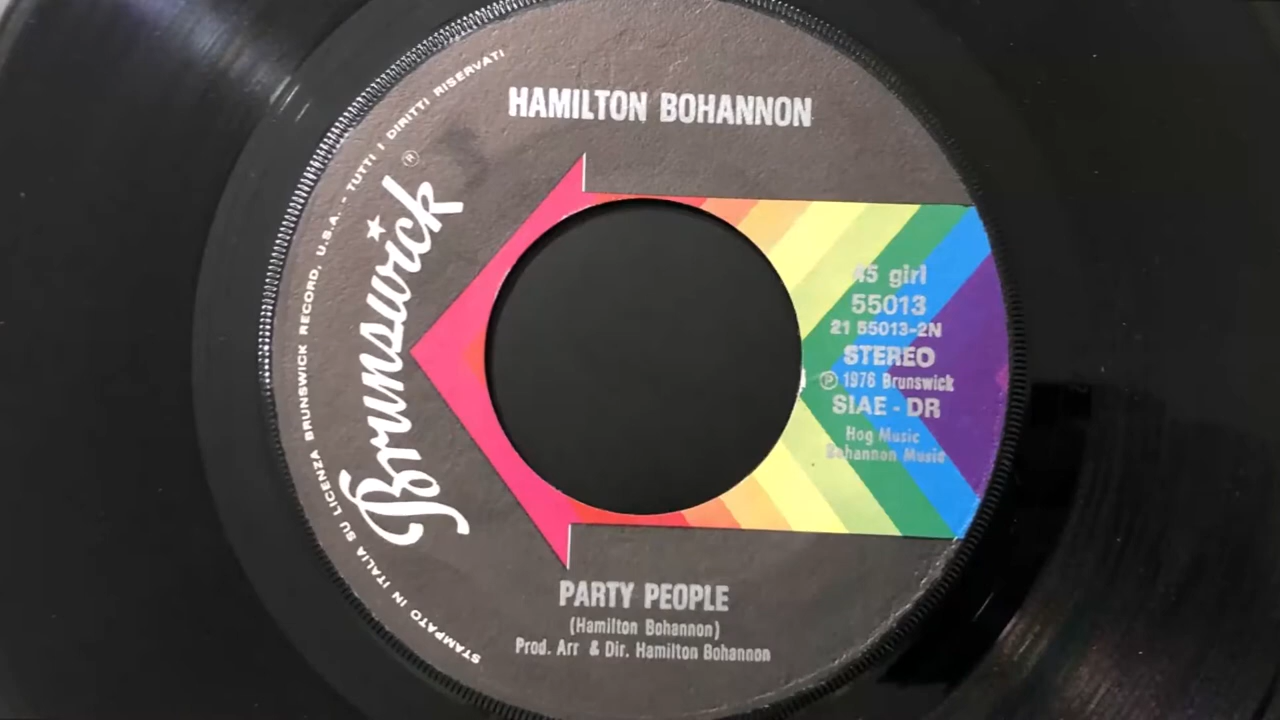 HAMILTON BOHANNON
Brunswick ®
STAMPATO IN ITALIA SU LICENZA BRUNSWICK RECORD, U.S.A. - TUTTI I DIRITTI RISERVATI
45 girl
55013
21 55013-2N
STEREO
Ⓟ 1976 Brunswick
SIAE - DR
Hog Music
Bohannon Music
PARTY PEOPLE
(Hamilton Bohannon)
Prod. Arr & Dir. Hamilton Bohannon